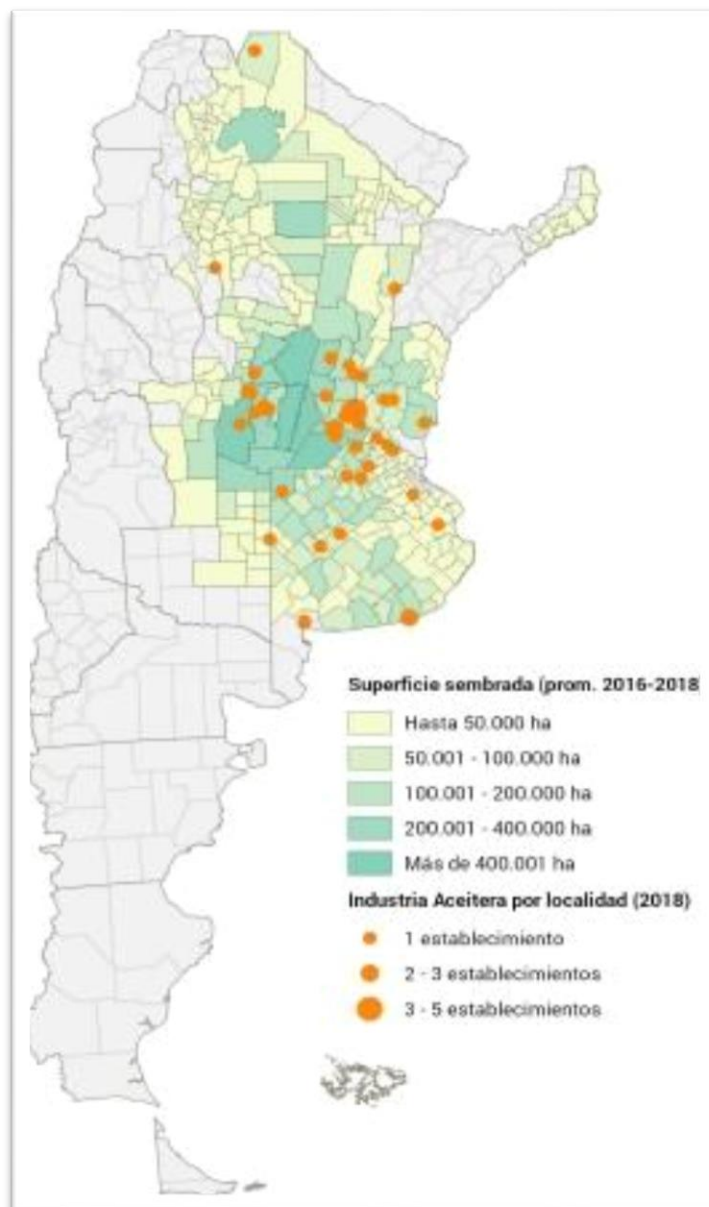 Superficie sembrada (prom. 2016-2018
Hasta 50.000 ha
50.001 - 100.000 ha
100.001 - 200.000 ha
200.001 - 400.000 ha
Más de 400.001 ha
Industria Aceitera por localidad (2018)
1 establecimiento
2 - 3 establecimientos
3 - 5 establecimientos